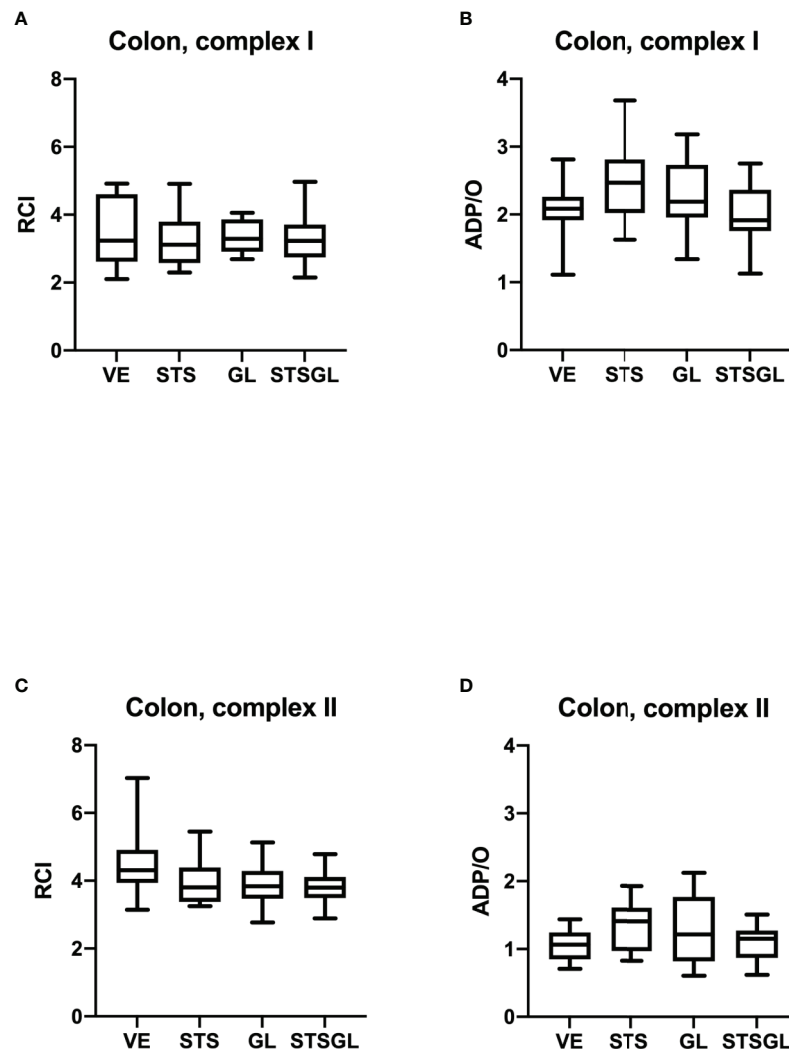 A
Colon, complex I
8
6
4
2
0
RCI
VE STS GL STSGL
B
Colon, complex I
4
3
2
1
0
ADP/O
VE STS GL STSGL
C
Colon, complex II
8
6
4
2
0
RCI
VE STS GL STSGL
D
Colon, complex II
4
3
2
1
0
ADP/O
VE STS GL STSGL